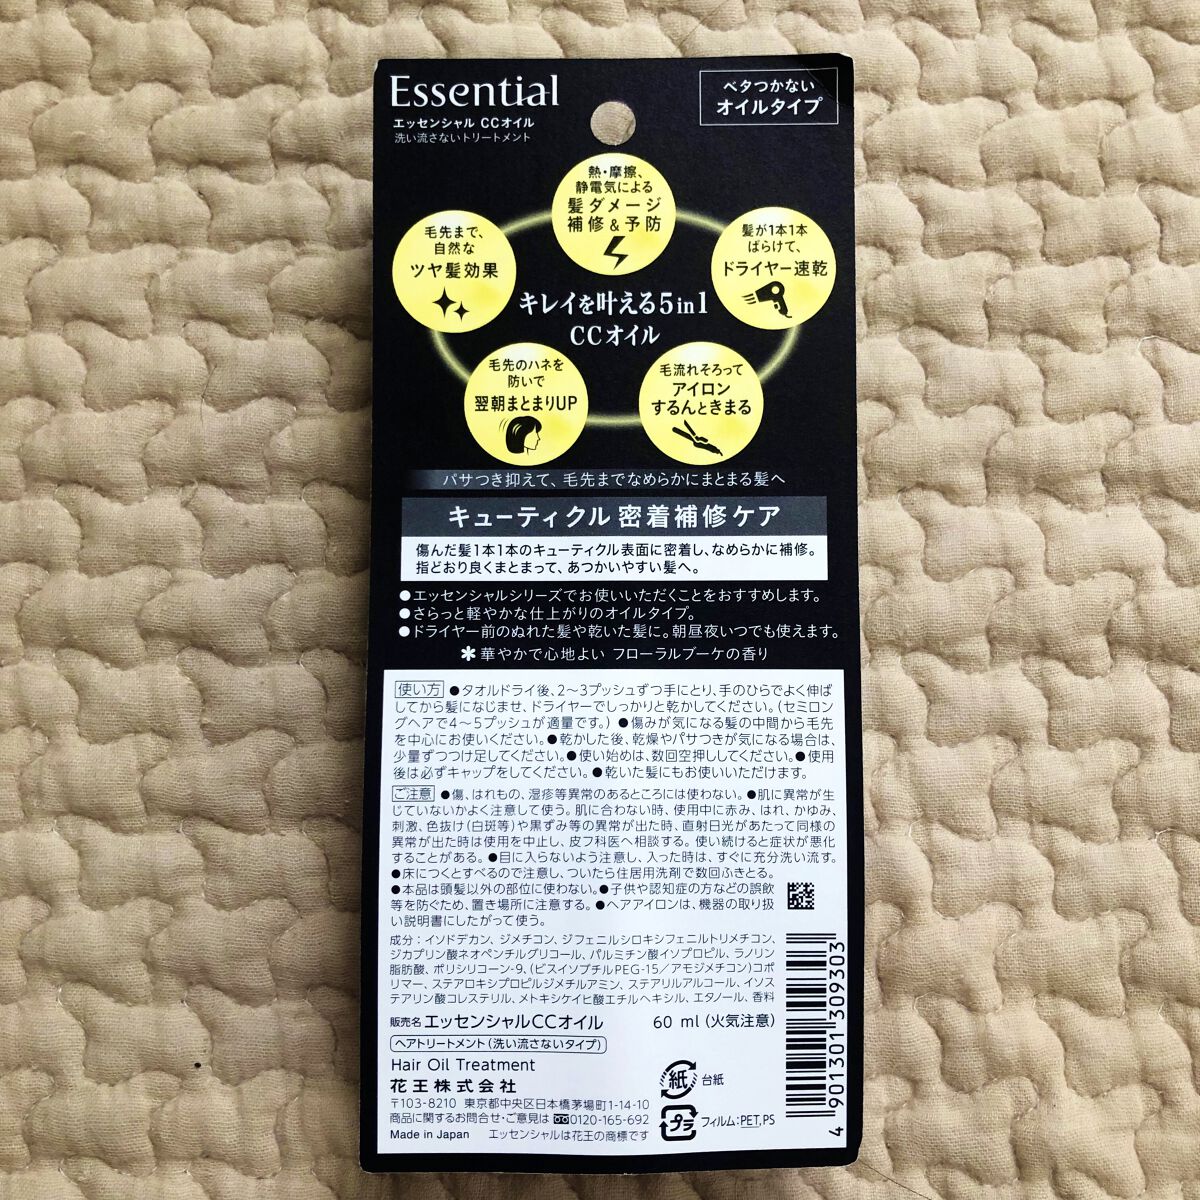 Essential
エッセンシャル CCオイル
洗い流さないトリートメント
ベタつかない
オイルタイプ
熱・摩擦、
静電気による
髪ダメージ
補修&予防
毛先まで、
自然な
ツヤ髪効果
髪が1本1本
ばらけて、
ドライヤー速乾
キレイを叶える5in1
CCオイル
毛先のハネを
防いで
翌朝まとまりUP
毛流れそろって
アイロン
するんときまる
パサつき抑えて、毛先までなめらかにまとまる髪へ
キューティクル密着補修ケア
傷んだ髪1本1本のキューティクル表面に密着し、なめらかに補修。
指どおり良くまとまって、あつかいやすい髪へ。
●エッセンシャルシリーズでお使いいただくことをおすすめします。
●さらっと軽やかな仕上がりのオイルタイプ。
●ドライヤー前のぬれた髪や乾いた髪に。朝昼夜いつでも使えます。
＊華やかで心地よい フローラルブーケの香り
使い方 ●タオルドライ後、2〜3プッシュずつ手にとり、手のひらでよく伸ば
してから髪になじませ、ドライヤーでしっかりと乾かしてください。(セミロン
グヘアで4〜5プッシュが適量です。)●傷みが気になる髪の中間から毛先
を中心にお使いください。●乾かした後、乾燥やパサつきが気になる場合は、
少量ずつつけ足してください。●使い始めは、数回空押ししてください。●使用
後は必ずキャップをしてください。●乾いた髪にもお使いいただけます。
ご注意 ●傷、はれもの、湿疹等異常のあるところには使わない。●肌に異常が生
じていないかよく注意して使う。肌に合わない時、使用中に赤み、はれ、かゆみ、
刺激、色抜け(白斑等)や黒ずみ等の異常が出た時、直射日光があたって同様の
異常が出た時は使用を中止し、皮フ科医へ相談する。使い続けると症状が悪化
することがある。●目に入らないよう注意し、入った時は、すぐに充分洗い流す。
●床につくとすべるので注意し、ついたら住居用洗剤で数回ふきとる。
●本品は頭髪以外の部位に使わない。●子供や認知症の方などの誤飲
等を防ぐため、置き場所に注意する。●ヘアアイロンは、機器の取り扱
い説明書にしたがって使う。
成分：イソドデカン、ジメチコン、ジフェニルシロキシフェニルトリメチコン、
ジカプリン酸ネオペンチルグリコール、パルミチン酸イソプロピル、ラノリン
脂肪酸、ポリシリコーン-9、(ビスイソブチルPEG-15／アモジメチコン)コポ
リマー、ステアロキシプロピルジメチルアミン、ステアリルアルコール、イソス
テアリン酸コレステリル、メトキシケイヒ酸エチルヘキシル、エタノール、香料
販売名 エッセンシャルCCオイル 60 ml(火気注意)
ヘアトリートメント(洗い流さないタイプ)
Hair Oil Treatment
花王株式会社
〒103-8210 東京都中央区日本橋茅場町1-14-10
商品に関するお問合せ・ご意見は 0120-165-692
Made in Japan エッセンシャルは花王の商標です
紙 台紙
プラ フィルム：PET,PS
4 901301 309303